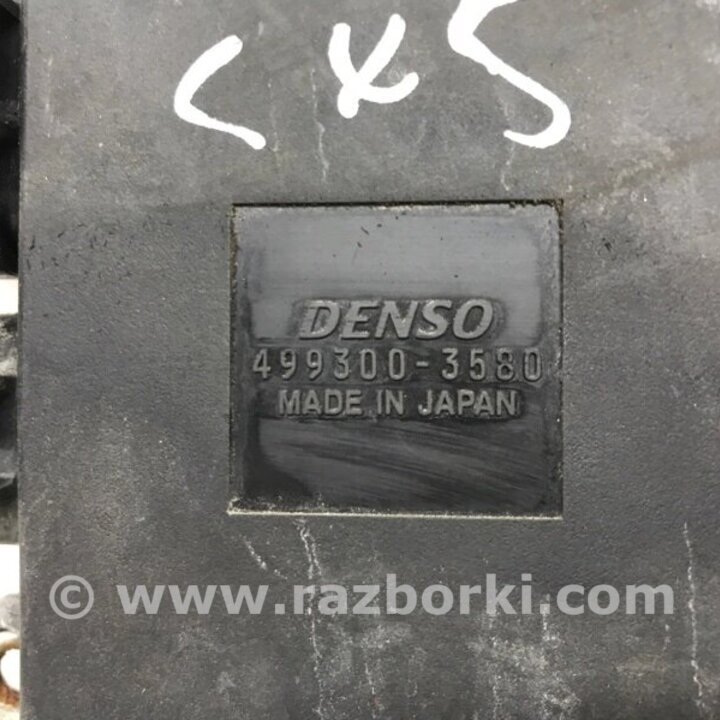 CX5
DENSO
499300-3580
MADE IN JAPAN
© www.razborki.com